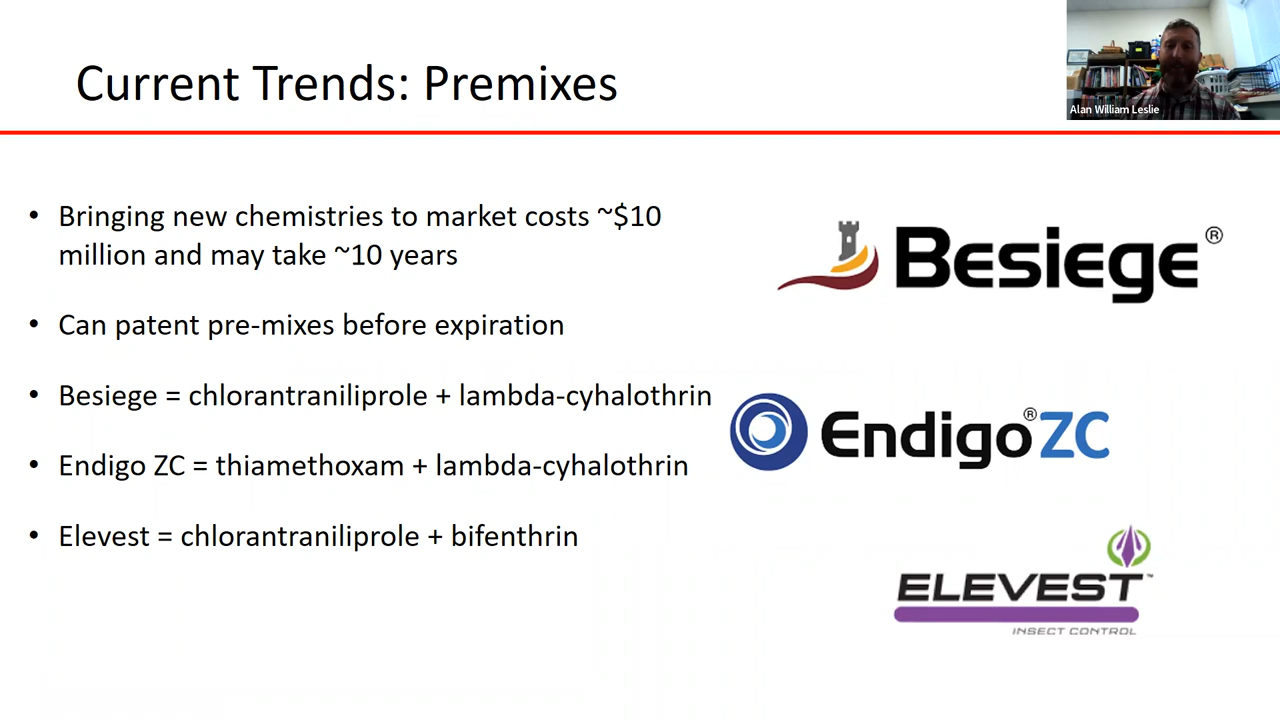 Current Trends: Premixes
Alan William Leslie
• Bringing new chemistries to market costs ~$10
million and may take ~10 years
• Can patent pre-mixes before expiration
• Besiege = chlorantraniliprole + lambda-cyhalothrin
• Endigo ZC = thiamethoxam + lambda-cyhalothrin
• Elevest = chlorantraniliprole + bifenthrin
Besiege®
Endigo® ZC
ELEVEST™
INSECT CONTROL